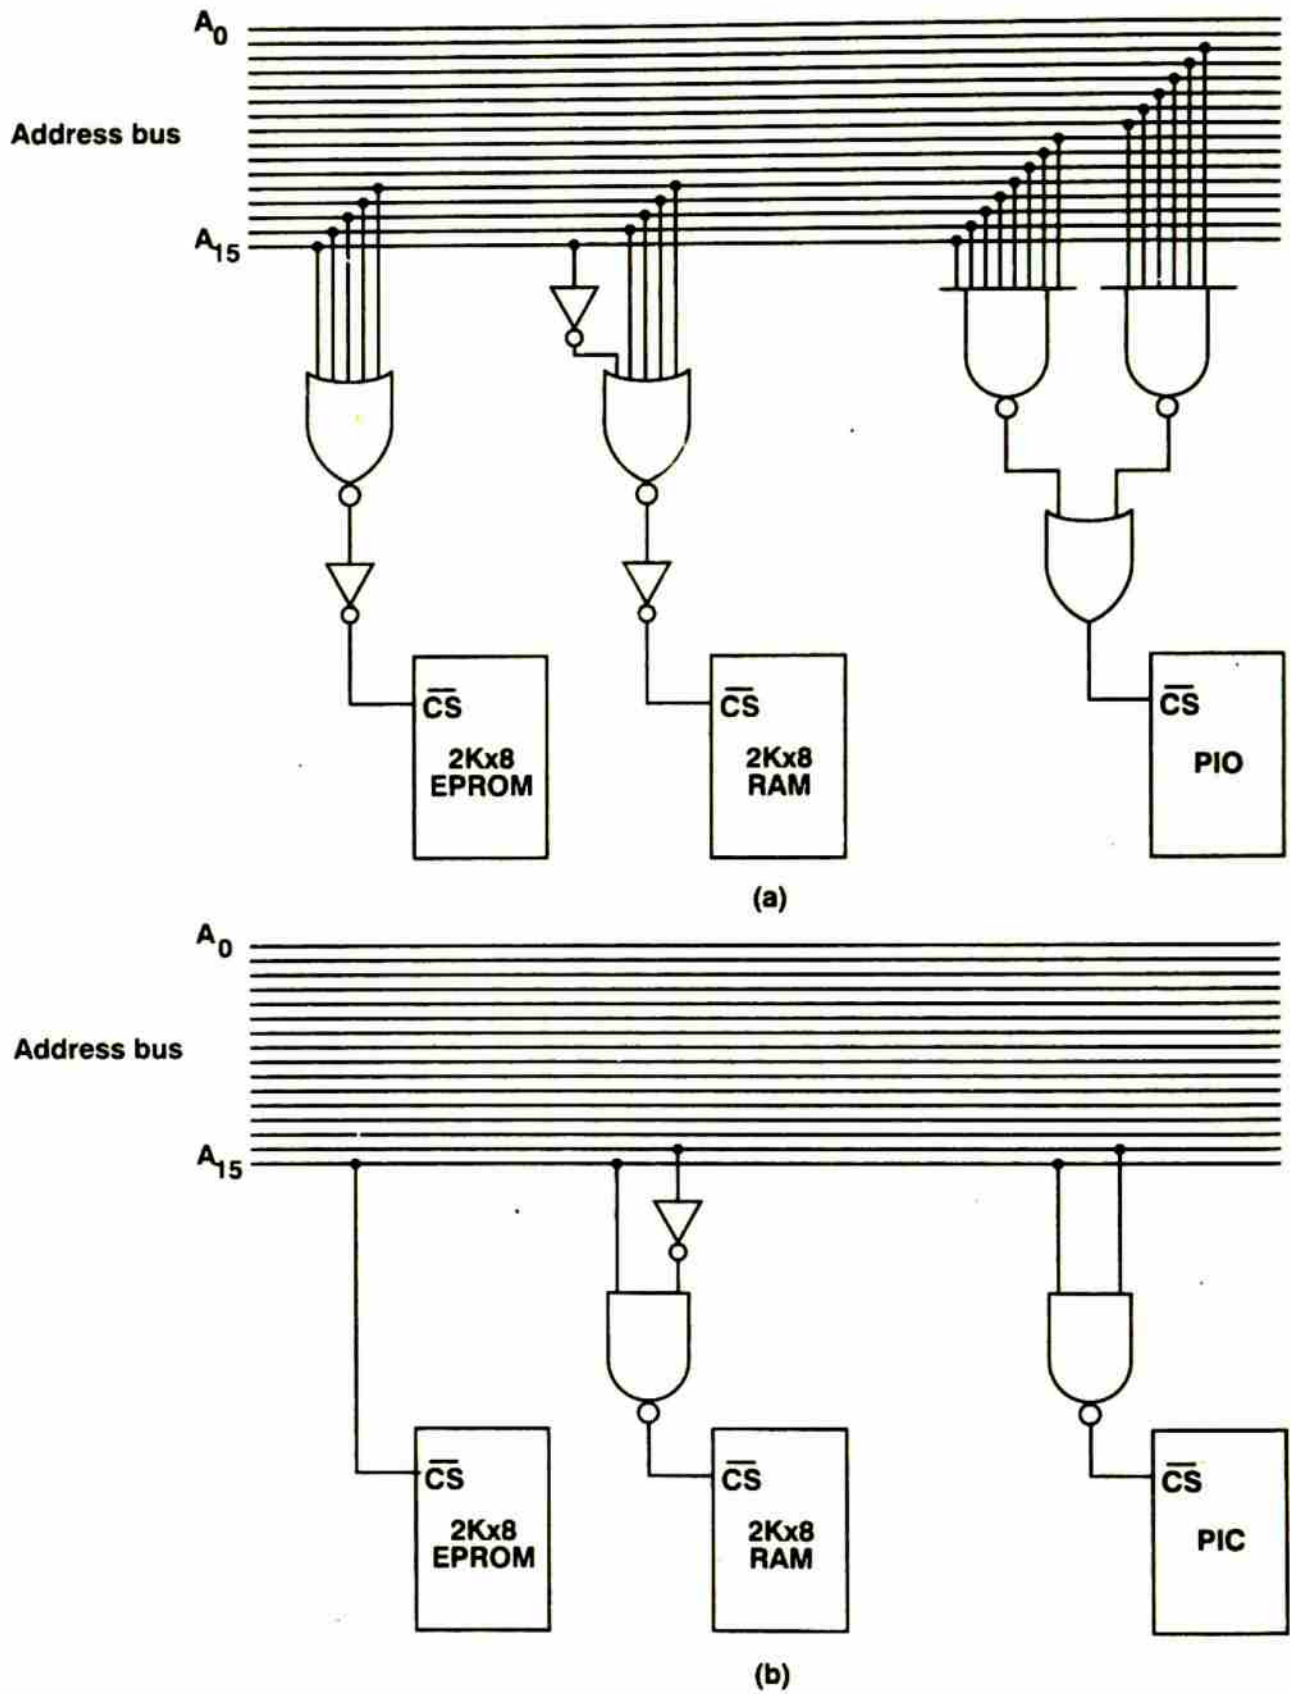 A0
Address bus
A15
CS
2Kx8
EPROM
CS
2Kx8
RAM
CS
PIO
(a)
A0
Address bus
A15
CS
2Kx8
EPROM
CS
2Kx8
RAM
CS
PIC
(b)